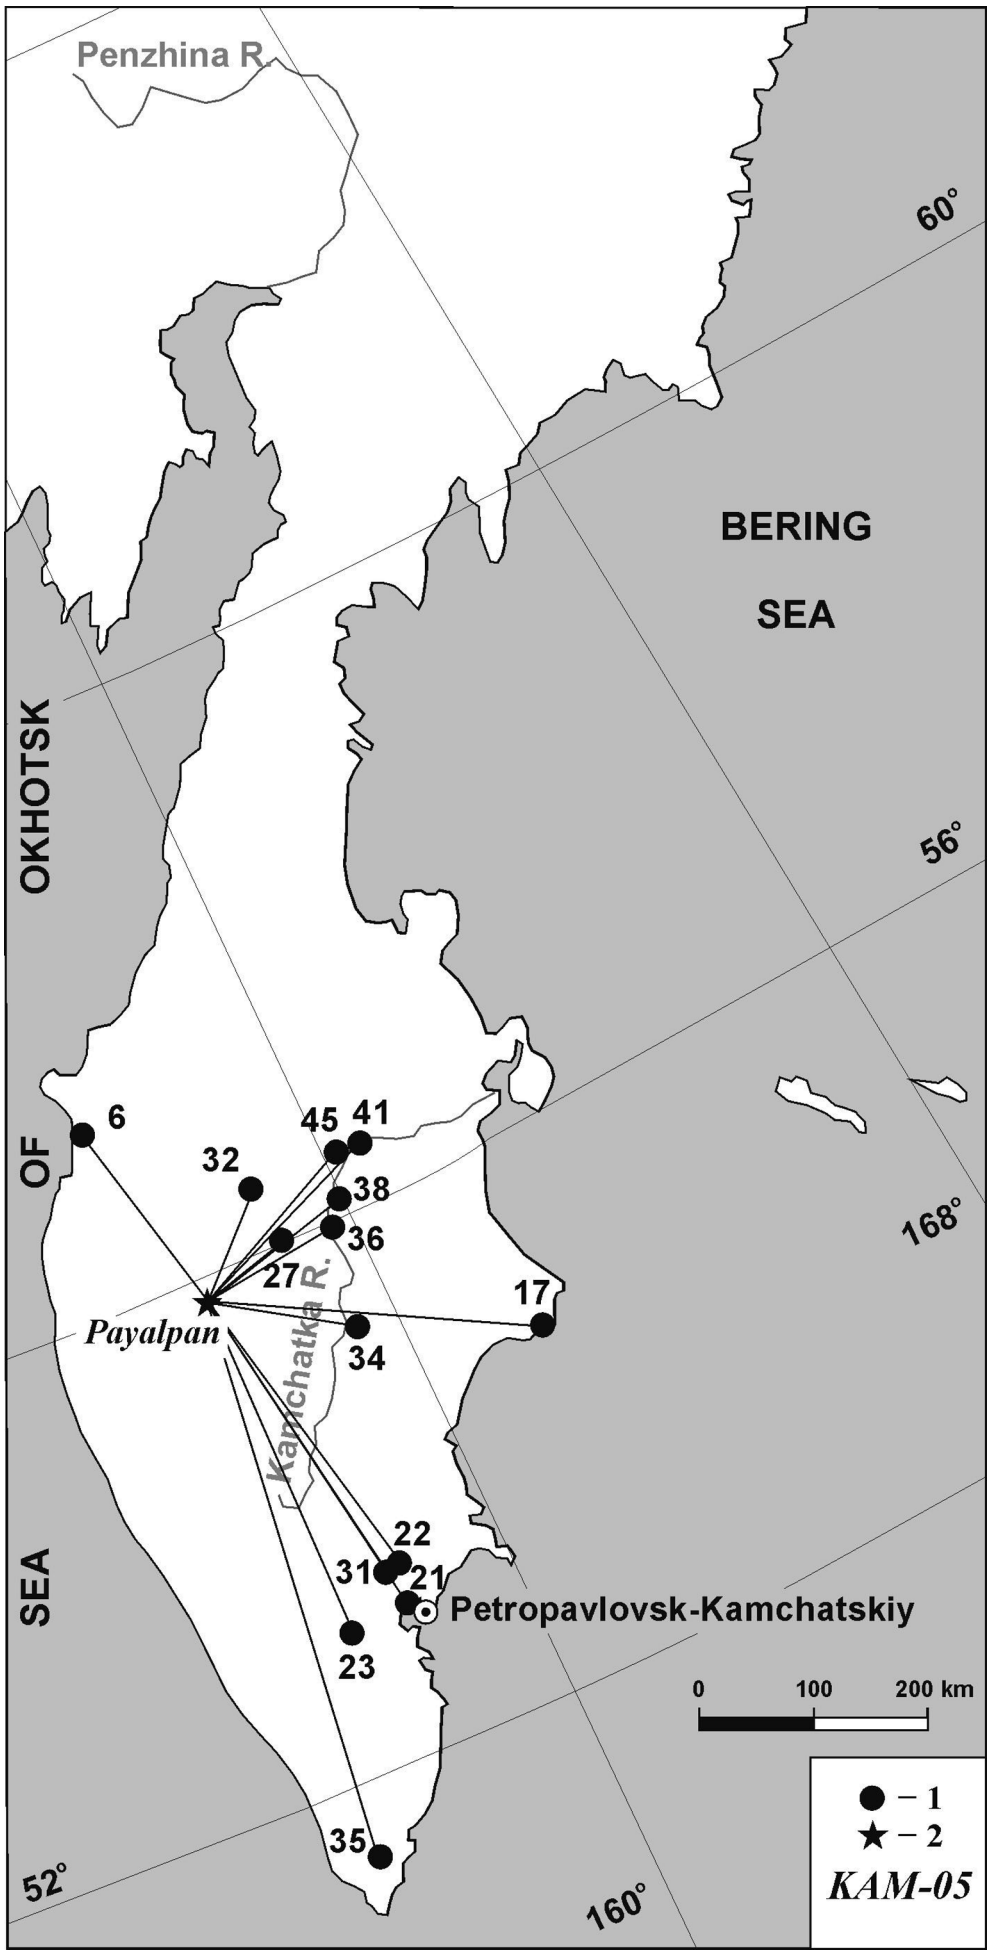 Penzhina R.
60°
BERING
SEA
OKHOTSK
OF
SEA
56°
168°
6
45
41
32
38
36
27
17
Payalpan
34
Kamchatka R.
22
31
21
Petropavlovsk-Kamchatskiy
23
0 100 200 km
35
52°
160°
– 1
– 2
KAM-05